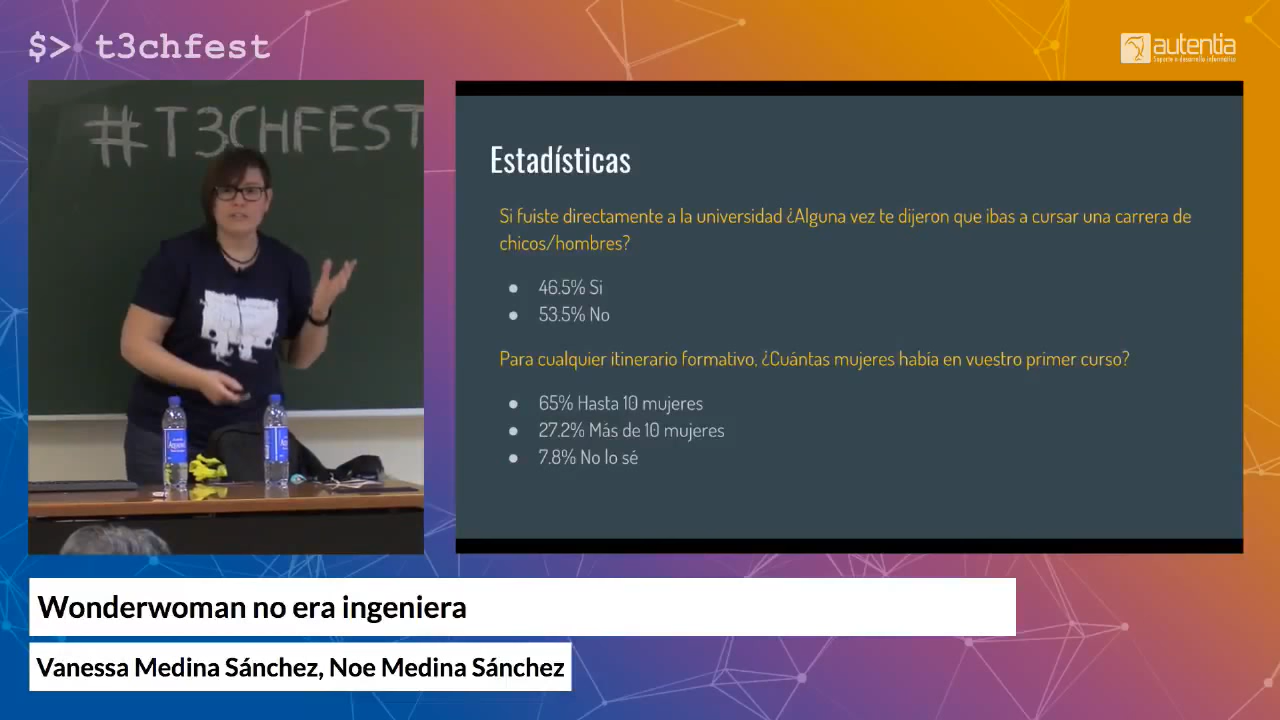 $> t3chfest
autentia
Soporte a desarrollo informático
#T3CHFEST
Estadísticas
Si fuiste directamente a la universidad ¿Alguna vez te dijeron que ibas a cursar una carrera de
chicos/hombres?
● 46.5% Si
● 53.5% No
Para cualquier itinerario formativo, ¿Cuántas mujeres había en vuestro primer curso?
● 65% Hasta 10 mujeres
● 27.2% Más de 10 mujeres
● 7.8% No lo sé
Wonderwoman no era ingeniera
Vanessa Medina Sánchez, Noe Medina Sánchez